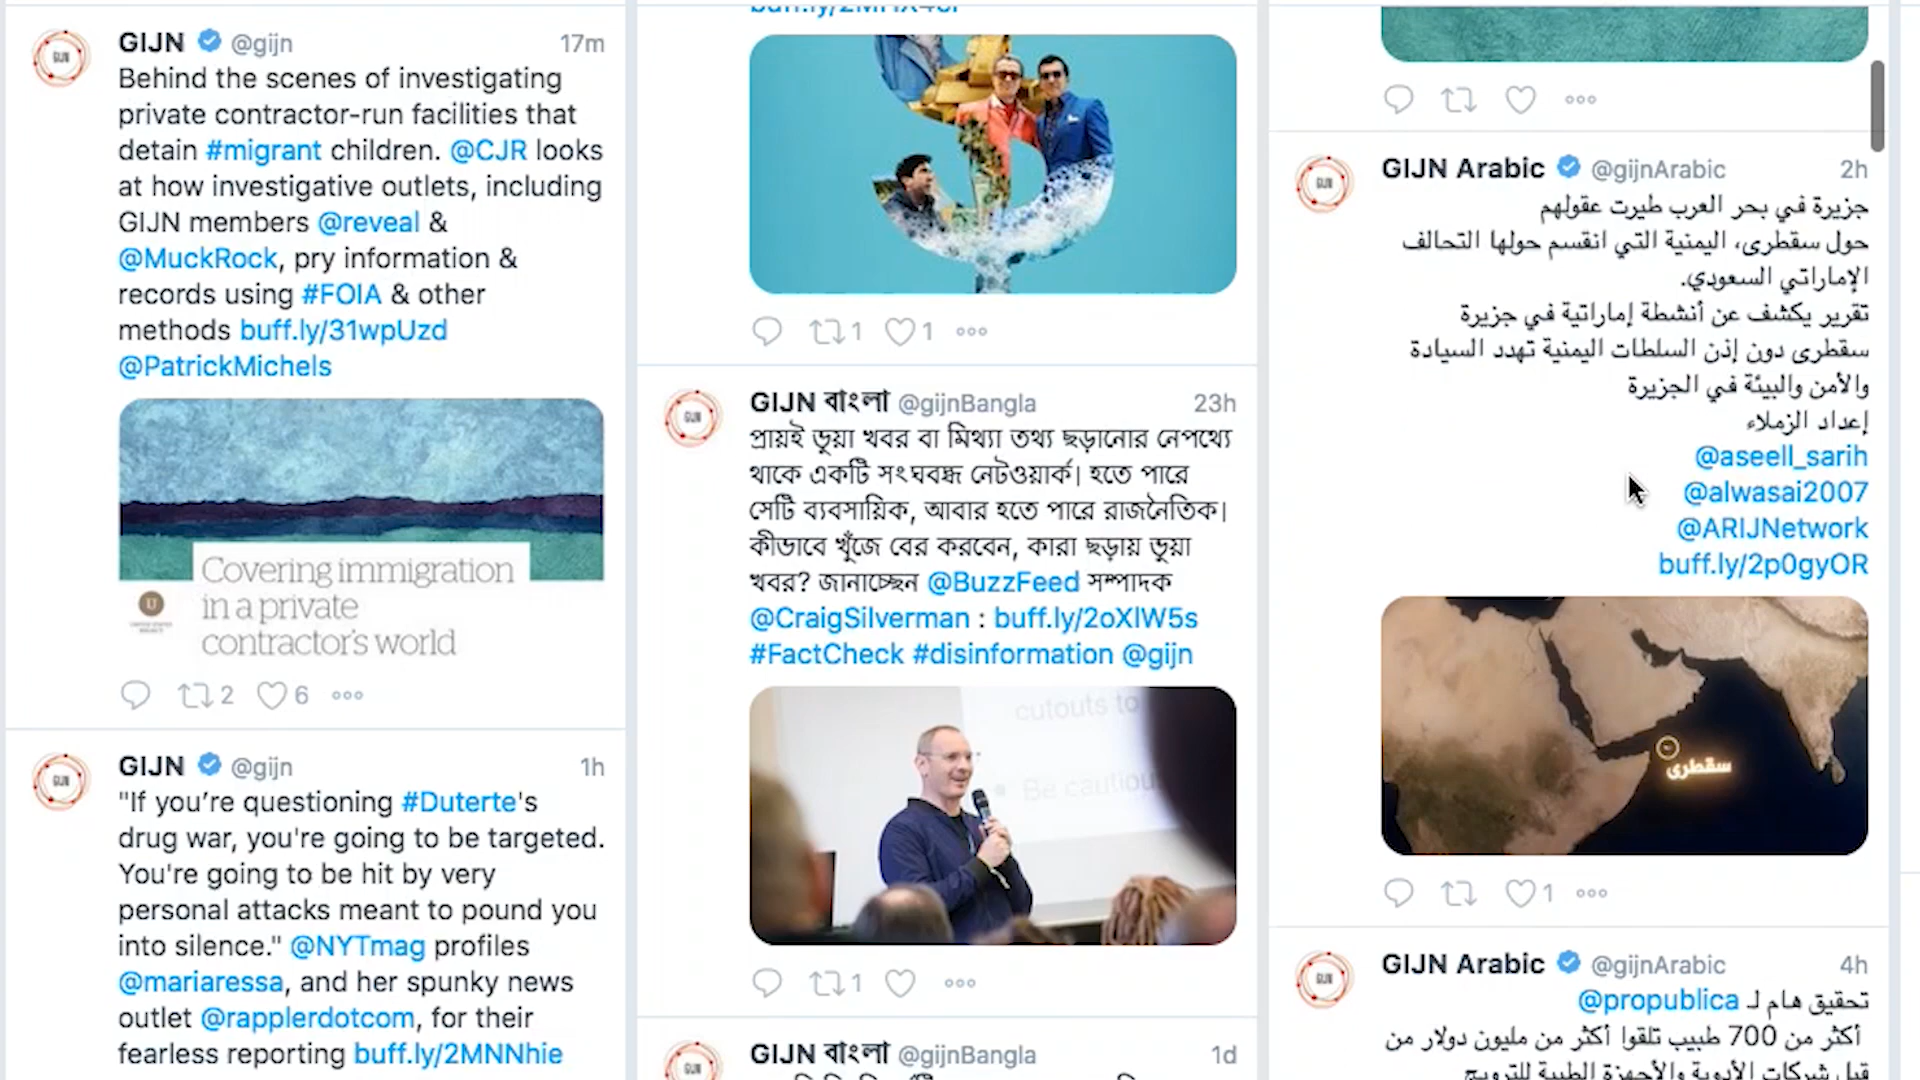 GIJN @gijn 17m
Behind the scenes of investigating
private contractor-run facilities that
detain #migrant children. @CJR looks
at how investigative outlets, including
GIJN members @reveal &
@MuckRock, pry information &
records using #FOIA & other
methods buff.ly/31wpUzd
@PatrickMichels
Covering immigration
in a private
contractor's world
2 6
GIJN @gijn 1h
"If you’re questioning #Duterte's
drug war, you're going to be targeted.
You're going to be hit by very
personal attacks meant to pound you
into silence." @NYTmag profiles
@mariaressa, and her spunky news
outlet @rapplerdotcom, for their
fearless reporting buff.ly/2MNNhie
1 1
GIJN বাংলা @gijnBangla 23h
প্রায়ই ভুয়া খবর বা মিথ্যা তথ্য ছড়ানোর নেপথ্যে
থাকে একটি সংঘবদ্ধ নেটওয়ার্ক। হতে পারে
সেটি ব্যবসায়িক, আবার হতে পারে রাজনৈতিক।
কীভাবে খুঁজে বের করবেন, কারা ছড়ায় ভুয়া
খবর? জানাচ্ছেন @BuzzFeed সম্পাদক
@CraigSilverman : buff.ly/2oXlW5s
#FactCheck #disinformation @gijn
cutouts to
Be cautiou
1
GIJN বাংলা @gijnBangla 1d
GIJN Arabic @gijnArabic 2h
جزيرة في بحر العرب طيرت عقولهم
حول سقطرى، اليمنية التي انقسم حولها التحالف
الإماراتي السعودي.
تقرير يكشف عن أنشطة إماراتية في جزيرة
سقطرى دون إذن السلطات اليمنية تهدد السيادة
والأمن والبيئة في الجزيرة
إعداد الزملاء
@aseell_sarih
@alwasai2007
@ARIJNetwork
buff.ly/2p0gyOR
سقطرى
1
GIJN Arabic @gijnArabic 4h
تحقيق هام لـ @propublica
أكثر من 700 طبيب تلقوا أكثر من مليون دولار من
قبل شركات الأدوية والأجهزة الطبية للترويج